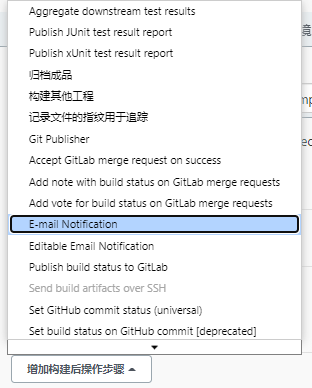 Aggregate downstream test results
Publish JUnit test result report
Publish xUnit test result report
归档成品
构建其他工程
记录文件的指纹用于追踪
Git Publisher
Accept GitLab merge request on success
Add note with build status on GitLab merge requests
Add vote for build status on GitLab merge requests
E-mail Notification
Editable Email Notification
Publish build status to GitLab
Send build artifacts over SSH
Set GitHub commit status (universal)
Set build status on GitHub commit [deprecated]
增加构建后操作步骤